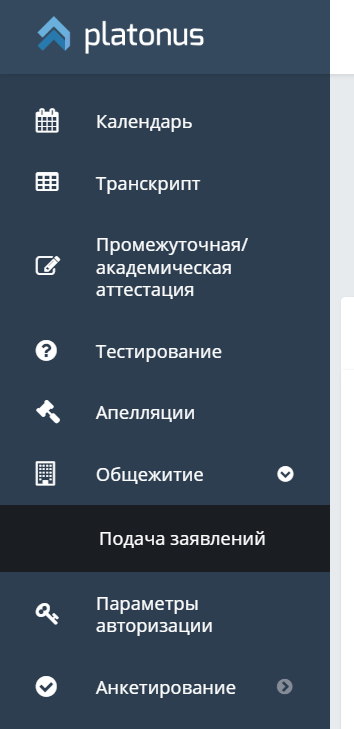 platonus
Календарь
Транскрипт
Промежуточная/
академическая
аттестация
Тестирование
Апелляции
Общежитие
Подача заявлений
Параметры
авторизации
Анкетирование